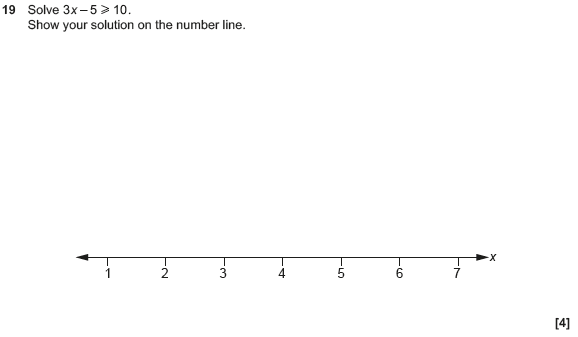 19 Solve 3x – 5 ⩾ 10.
Show your solution on the number line.
x
1 2 3 4 5 6 7
[4]